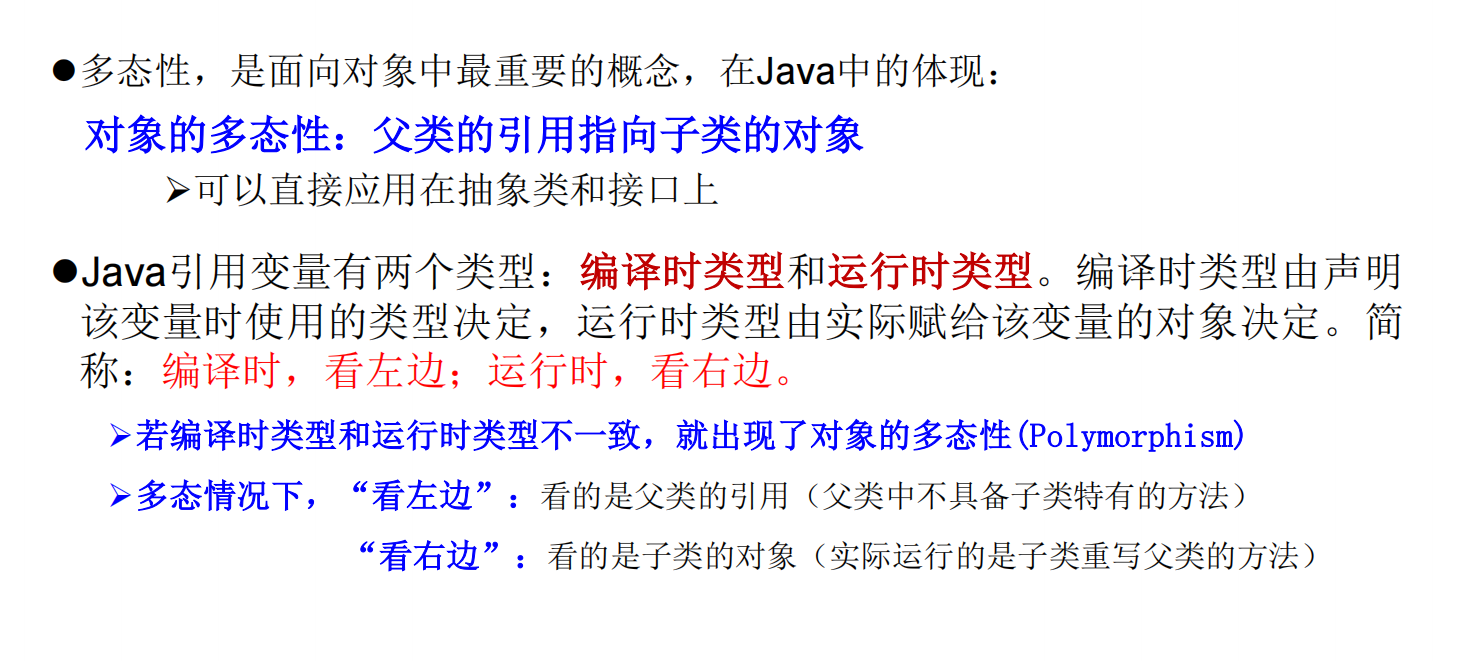 ●多态性，是面向对象中最重要的概念，在Java中的体现：
对象的多态性：父类的引用指向子类的对象
➢可以直接应用在抽象类和接口上
●Java引用变量有两个类型：编译时类型和运行时类型。编译时类型由声明
该变量时使用的类型决定，运行时类型由实际赋给该变量的对象决定。简
称：编译时，看左边；运行时，看右边。
➢若编译时类型和运行时类型不一致，就出现了对象的多态性(Polymorphism)
➢多态情况下，“看左边”：看的是父类的引用（父类中不具备子类特有的方法）
“看右边”：看的是子类的对象（实际运行的是子类重写父类的方法）